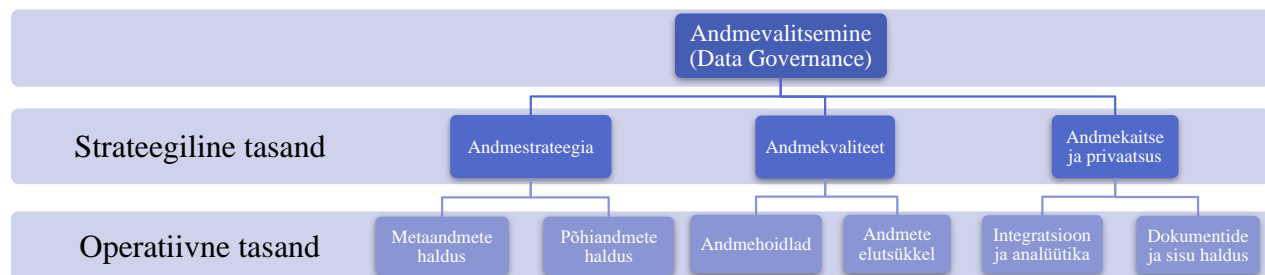 Andmevalitsemine
(Data Governance)
Strateegiline tasand
Andmestrateegia
Andmekvaliteet
Andmekaitse
ja privaatsus
Operatiivne tasand
Metaandmete
haldus
Põhiandmete
haldus
Andmehoidlad
Andmete
elutsükkel
Integratsioon
ja analüütika
Dokumentide
ja sisu haldus